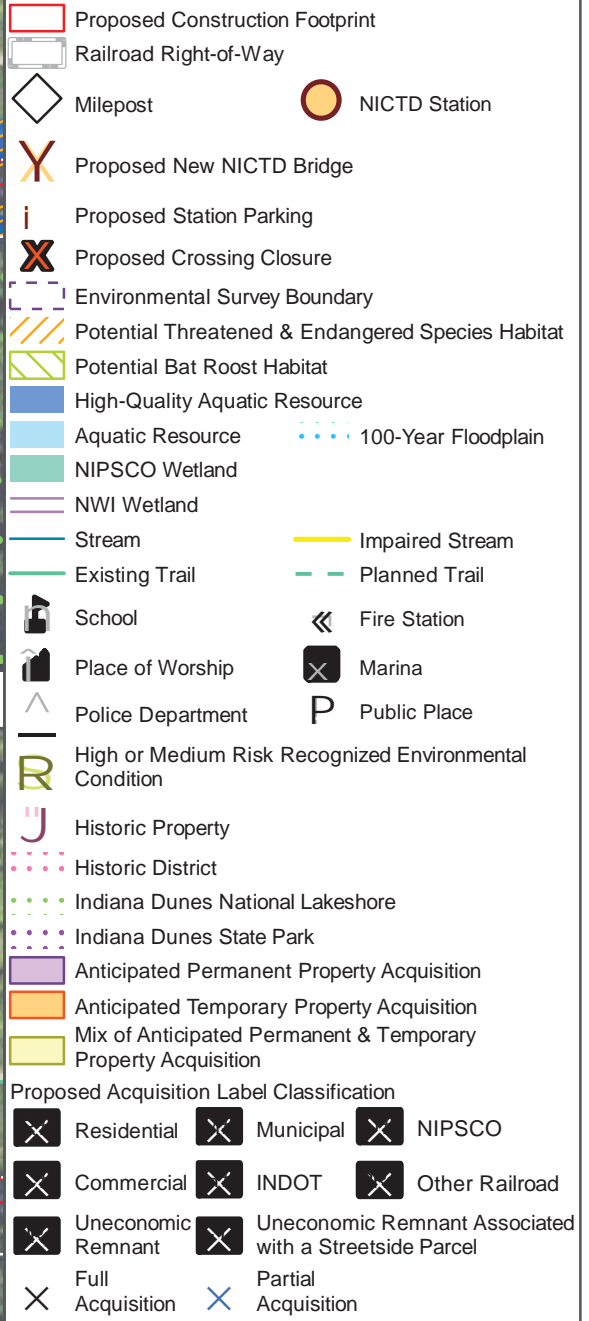 Proposed Construction Footprint
Railroad Right-of-Way
Milepost
NICTD Station
Proposed New NICTD Bridge
Proposed Station Parking
Proposed Crossing Closure
Environmental Survey Boundary
Potential Threatened & Endangered Species Habitat
Potential Bat Roost Habitat
High-Quality Aquatic Resource
Aquatic Resource
100-Year Floodplain
NIPSCO Wetland
NWI Wetland
Stream
Impaired Stream
Existing Trail
Planned Trail
School
Fire Station
Place of Worship
Marina
Police Department
P Public Place
High or Medium Risk Recognized Environmental
Condition
Historic Property
Historic District
Indiana Dunes National Lakeshore
Indiana Dunes State Park
Anticipated Permanent Property Acquisition
Anticipated Temporary Property Acquisition
Mix of Anticipated Permanent & Temporary
Property Acquisition
Proposed Acquisition Label Classification
Residential
Municipal
NIPSCO
Commercial
INDOT
Other Railroad
Uneconomic
Remnant
Uneconomic Remnant Associated
with a Streetside Parcel
Full
Acquisition
Partial
Acquisition